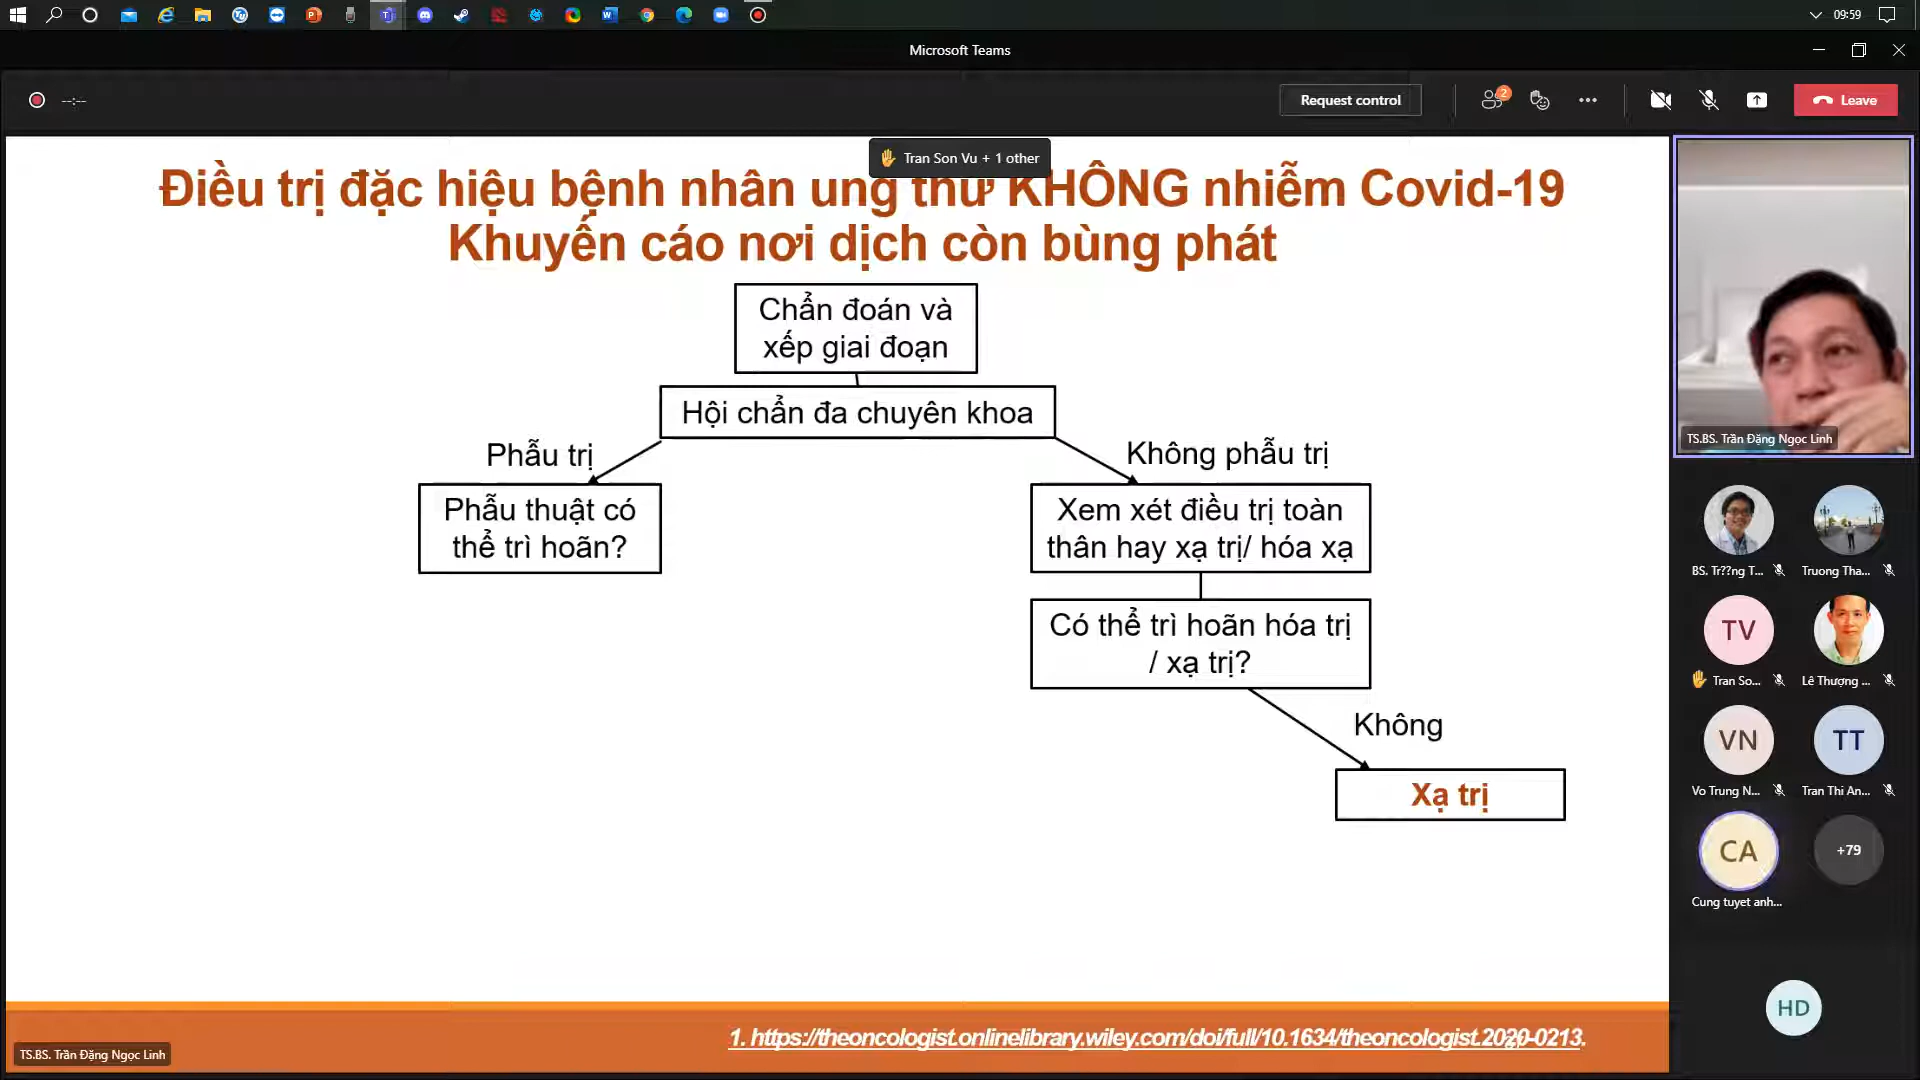 09:59
Microsoft Teams
--:--
Request control
2
Leave
Tran Son Vu + 1 other
Điều trị đặc hiệu bệnh nhân ung thư KHÔNG nhiễm Covid-19
Khuyến cáo nơi dịch còn bùng phát
Chẩn đoán và
xếp giai đoạn
Hội chẩn đa chuyên khoa
Phẫu trị
Không phẫu trị
Phẫu thuật có
thể trì hoãn?
Xem xét điều trị toàn
thân hay xạ trị/ hóa xạ
Có thể trì hoãn hóa trị
/ xạ trị?
Không
Xạ trị
1. https://theoncologist.onlinelibrary.wiley.com/doi/full/10.1634/theoncologist.2020-0213.
TS.BS. Trần Đặng Ngọc Linh
TS.BS. Trần Đặng Ngọc Linh
BS. Tr??ng T...
Truong Tha...
TV
Tran So...
Lê Thượng ...
VN
TT
Vo Trung N...
Tran Thi An...
CA
+79
Cung tuyet anh...
HD